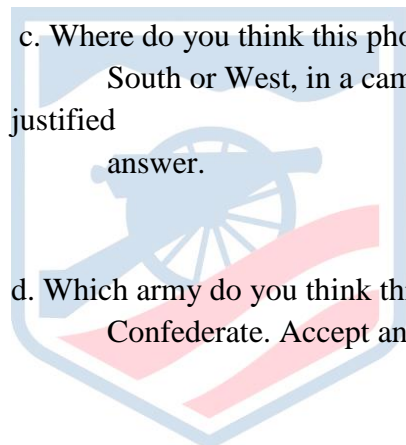 c. Where do you think this pho
South or West, in a cam
justified
answer.
d. Which army do you think thi
Confederate. Accept an